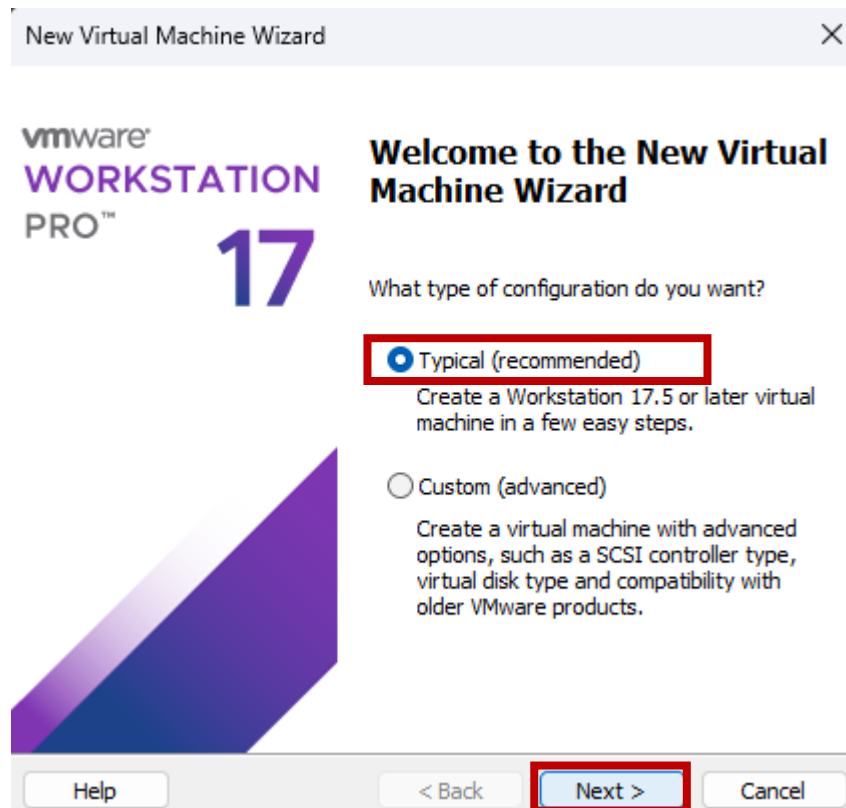 New Virtual Machine Wizard
vmware®
WORKSTATION
PRO™
17
Welcome to the New Virtual
Machine Wizard
What type of configuration do you want?
Typical (recommended)
Create a Workstation 17.5 or later virtual
machine in a few easy steps.
Custom (advanced)
Create a virtual machine with advanced
options, such as a SCSI controller type,
virtual disk type and compatibility with
older VMware products.
Help
< Back
Next >
Cancel